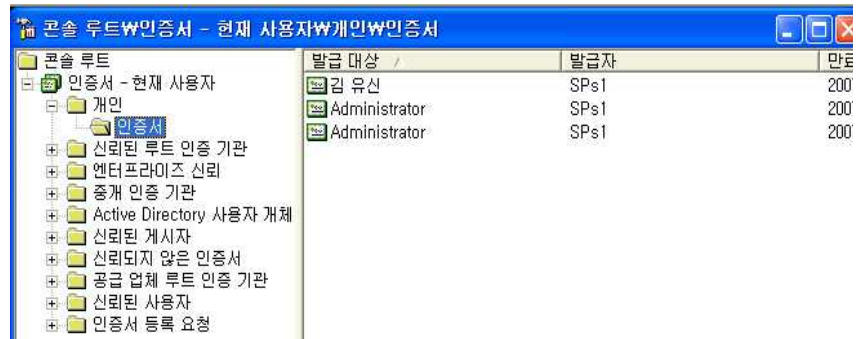 콘솔 루트₩인증서 - 현재 사용자₩개인₩인증서
콘솔 루트
인증서 - 현재 사용자
개인
인증서
신뢰된 루트 인증 기관
엔터프라이즈 신뢰
중개 인증 기관
Active Directory 사용자 개체
신뢰된 게시자
신뢰되지 않은 인증서
공급 업체 루트 인증 기관
신뢰된 사용자
인증서 등록 요청
발급 대상 발급자 만료
김 유신 SPs1 200
Administrator SPs1 200
Administrator SPs1 200